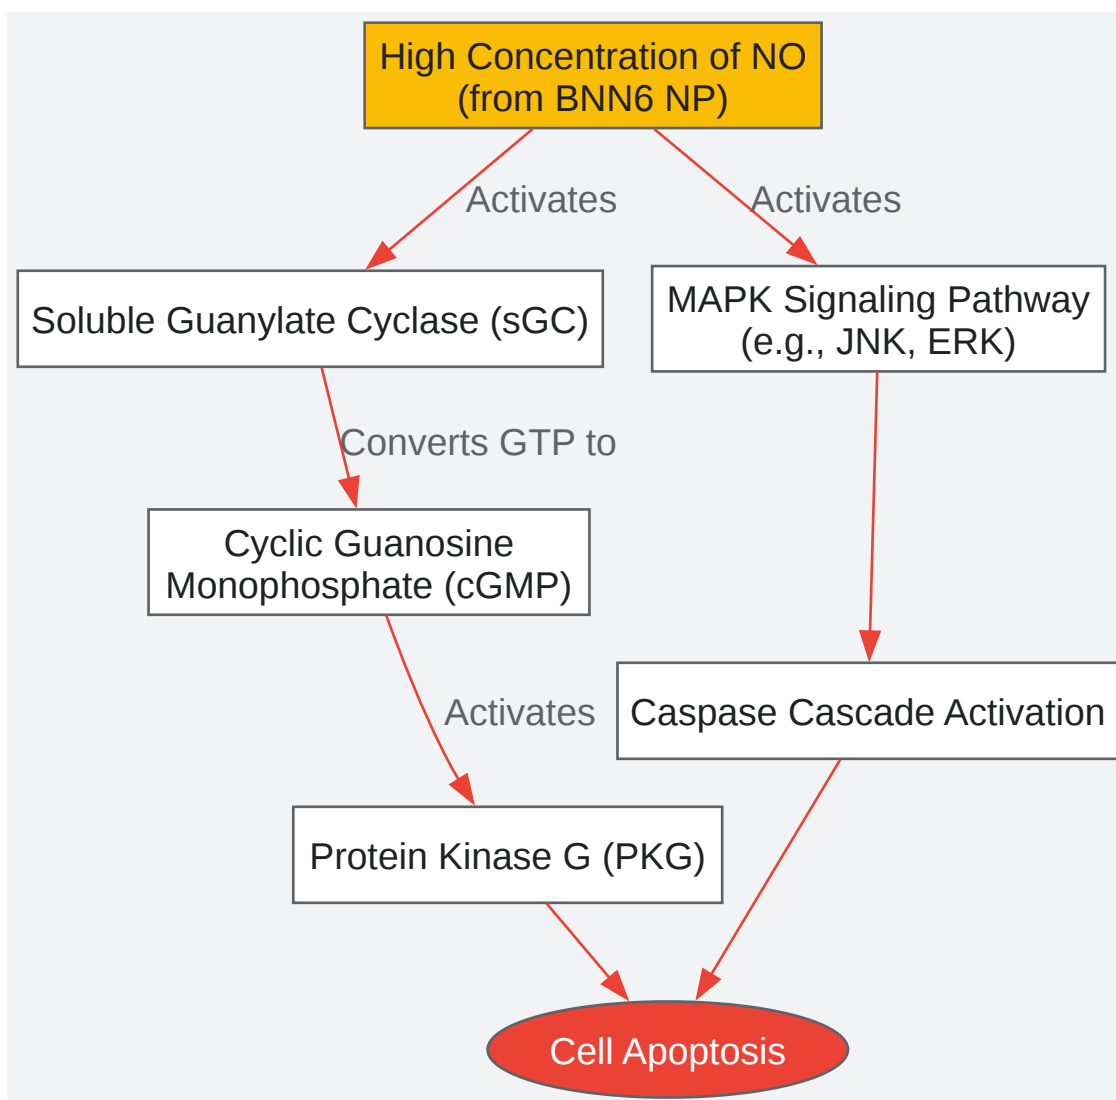 High Concentration of NO
(from BNN6 NP)
Activates
Activates
Soluble Guanylate Cyclase (sGC)
MAPK Signaling Pathway
(e.g., JNK, ERK)
Converts GTP to
Cyclic Guanosine
Monophosphate (cGMP)
Activates
Caspase Cascade Activation
Protein Kinase G (PKG)
Cell Apoptosis